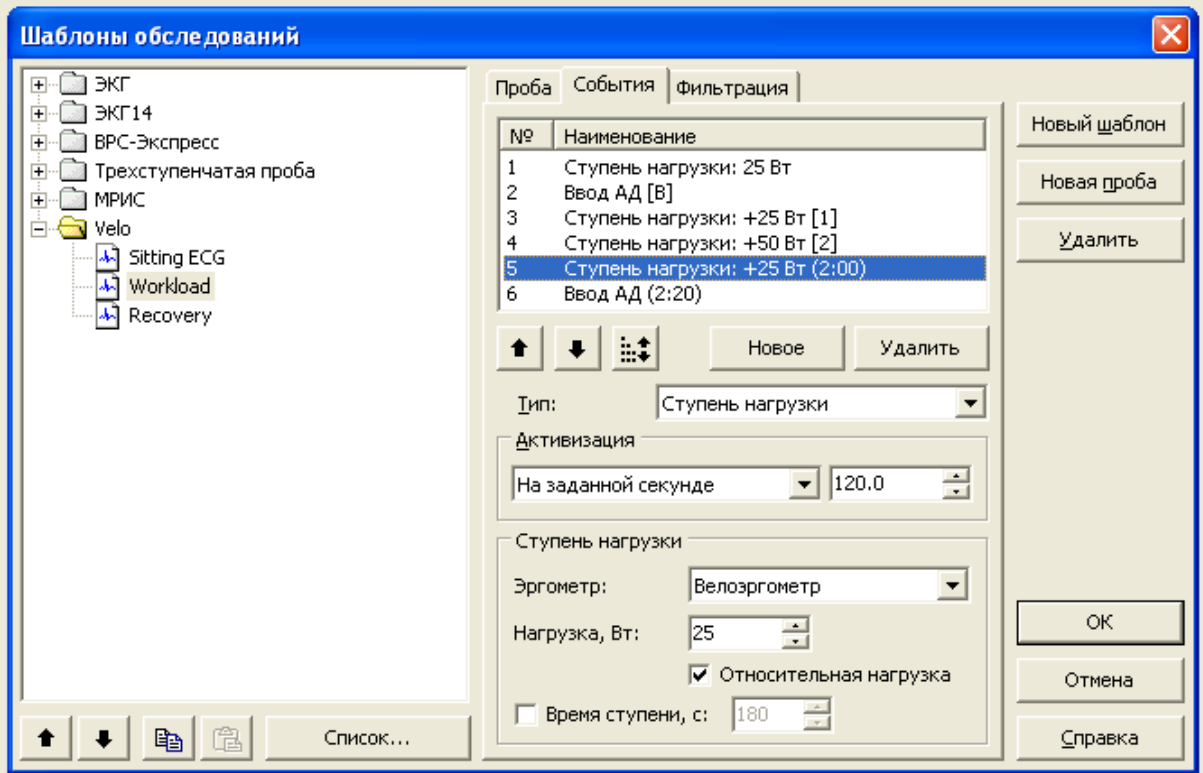 Шаблоны обследований
ЭКГ
ЭКГ14
ВРС-Экспресс
Трехступенчатая проба
МРИС
Velo
Sitting ECG
Workload
Recovery
Список...
Проба События Фильтрация
№ Наименование
1 Ступень нагрузки: 25 Вт
2 Ввод АД [B]
3 Ступень нагрузки: +25 Вт [1]
4 Ступень нагрузки: +50 Вт [2]
5 Ступень нагрузки: +25 Вт (2:00)
6 Ввод АД (2:20)
Новое Удалить
Тип: Ступень нагрузки
Активизация
На заданной секунде 120.0
Ступень нагрузки
Эргометр: Велоэргометр
Нагрузка, Вт: 25
Относительная нагрузка
Время ступени, с: 180
Новый шаблон
Новая проба
Удалить
OK
Отмена
Справка